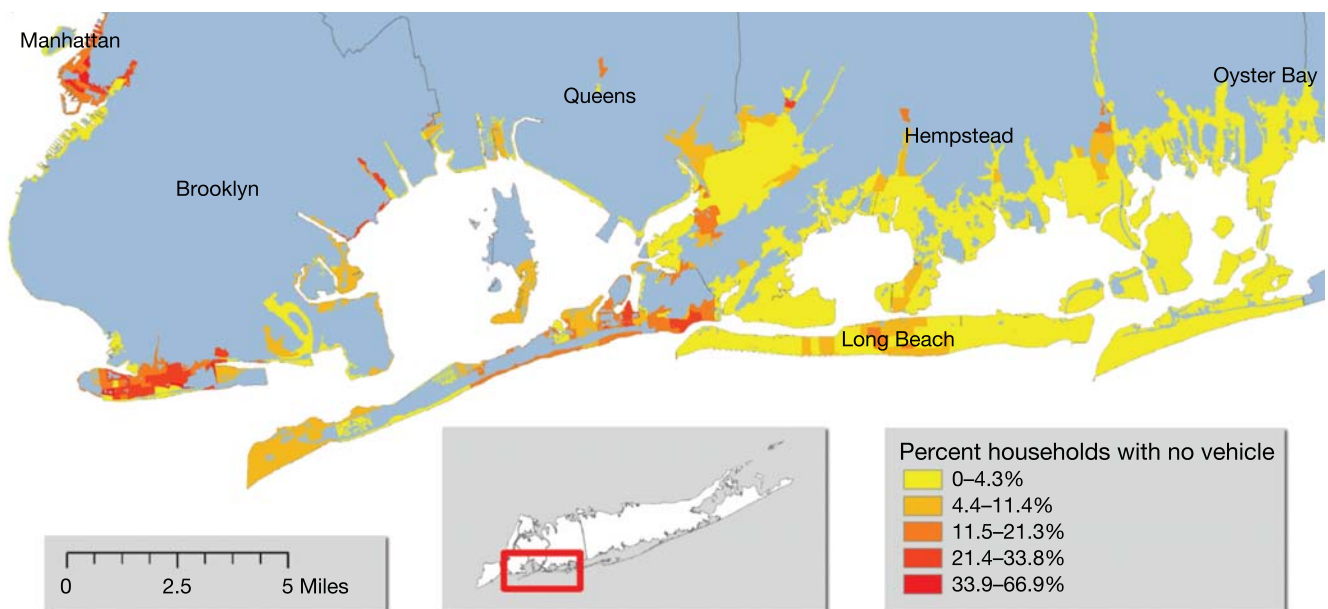 Manhattan
Oyster Bay
Queens
Hempstead
Brooklyn
Long Beach
Percent households with no vehicle
0–4.3%
4.4–11.4%
11.5–21.3%
21.4–33.8%
33.9–66.9%
0 2.5 5 Miles